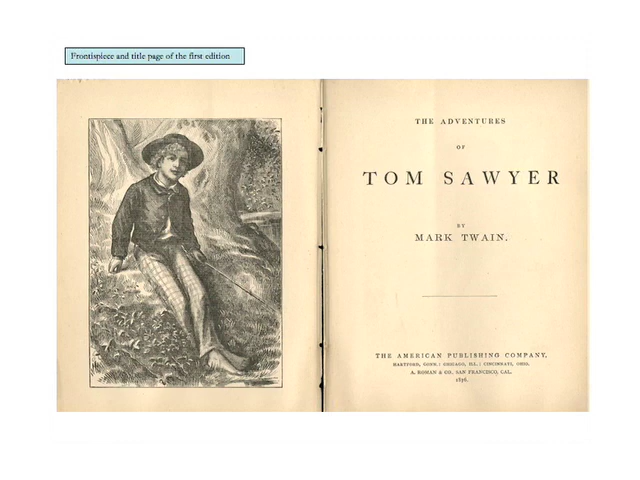 Frontispiece and title page of the first edition
THE ADVENTURES
OF
TOM SAWYER
BY
MARK TWAIN.
THE AMERICAN PUBLISHING COMPANY,
HARTFORD, CONN.: CHICAGO, ILL.: CINCINNATI, OHIO.
A. ROMAN & CO., SAN FRANCISCO, CAL.
1876.